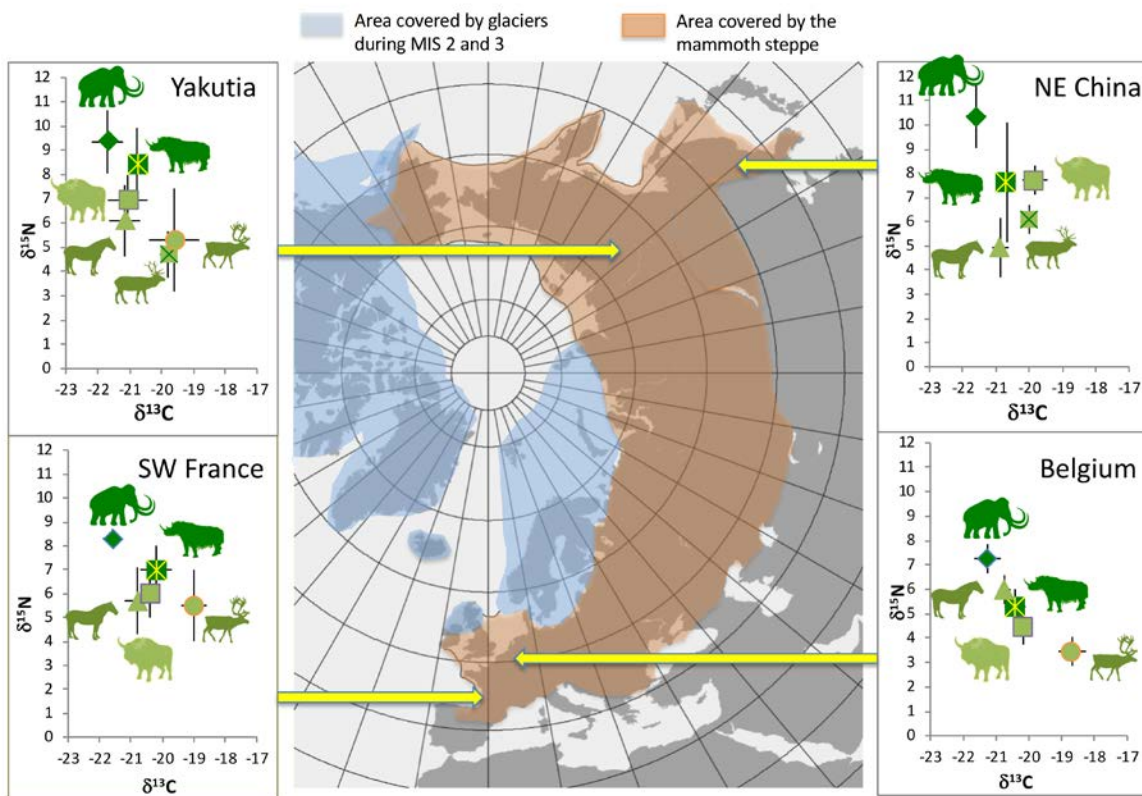 Area covered by glaciers
during MIS 2 and 3
Area covered by the
mammoth steppe
Yakutia
12
11
10
9
8
7
6
5
4
3
2
1
0
δ15N
-23 -22 -21 -20 -19 -18 -17
δ13C
NE China
12
11
10
9
8
7
6
5
4
3
2
1
0
δ15N
-23 -22 -21 -20 -19 -18 -17
δ13C
SW France
12
11
10
9
8
7
6
5
4
3
2
1
0
δ15N
-23 -22 -21 -20 -19 -18 -17
δ13C
Belgium
12
11
10
9
8
7
6
5
4
3
2
1
0
δ15N
-23 -22 -21 -20 -19 -18 -17
δ13C